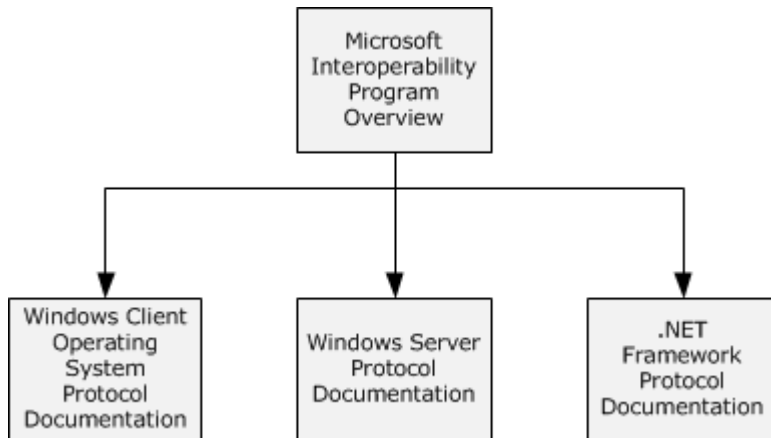 Microsoft
Interoperability
Program
Overview
Windows Client
Operating
System
Protocol
Documentation
Windows Server
Protocol
Documentation
.NET
Framework
Protocol
Documentation